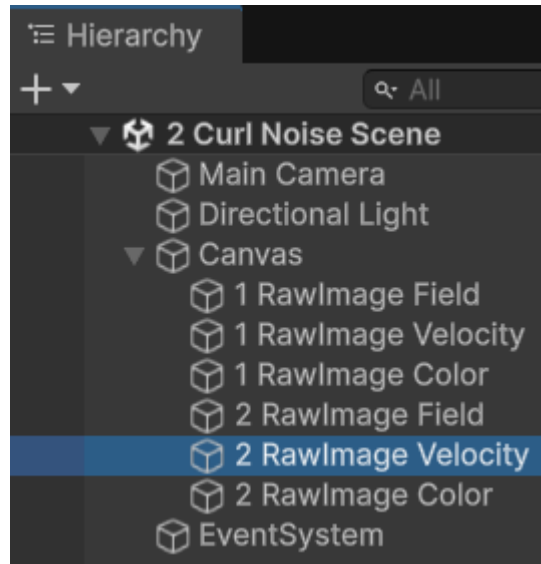 Hierarchy
All
2 Curl Noise Scene
Main Camera
Directional Light
Canvas
1 RawImage Field
1 RawImage Velocity
1 RawImage Color
2 RawImage Field
2 RawImage Velocity
2 RawImage Color
EventSystem